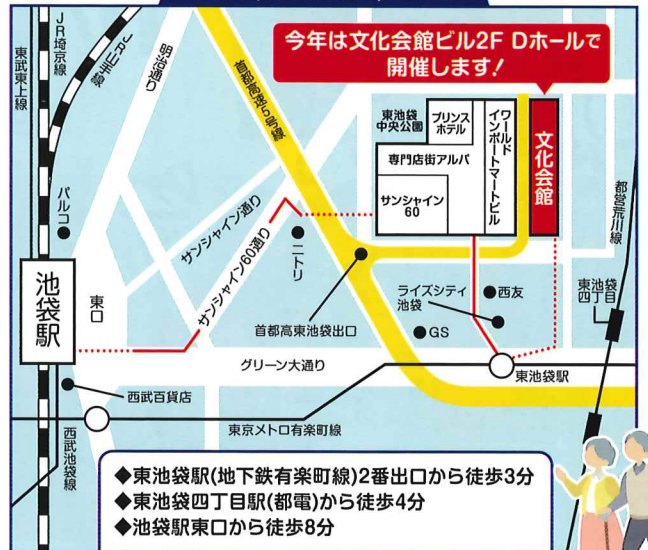 今年は文化会館ビル2F Dホールで
開催します!
東武東上線
JR埼京線
JR山手線
明治通り
首都高速5号線
東池袋
中央公園
プリンス
ホテル
ワールド
インポートマートビル
文化会館
専門店街アルパ
サンシャイン
60
都営荒川線
パルコ
サンシャイン通り
サンシャイン60通り
ニトリ
池袋駅
東口
首都高東池袋出口
ライズシティ
池袋
西友
GS
東池袋
四丁目
グリーン大通り
東池袋駅
西武百貨店
東京メトロ有楽町線
西武池袋線
◆東池袋駅(地下鉄有楽町線)2番出口から徒歩3分
◆東池袋四丁目駅(都電)から徒歩4分
◆池袋駅東口から徒歩8分